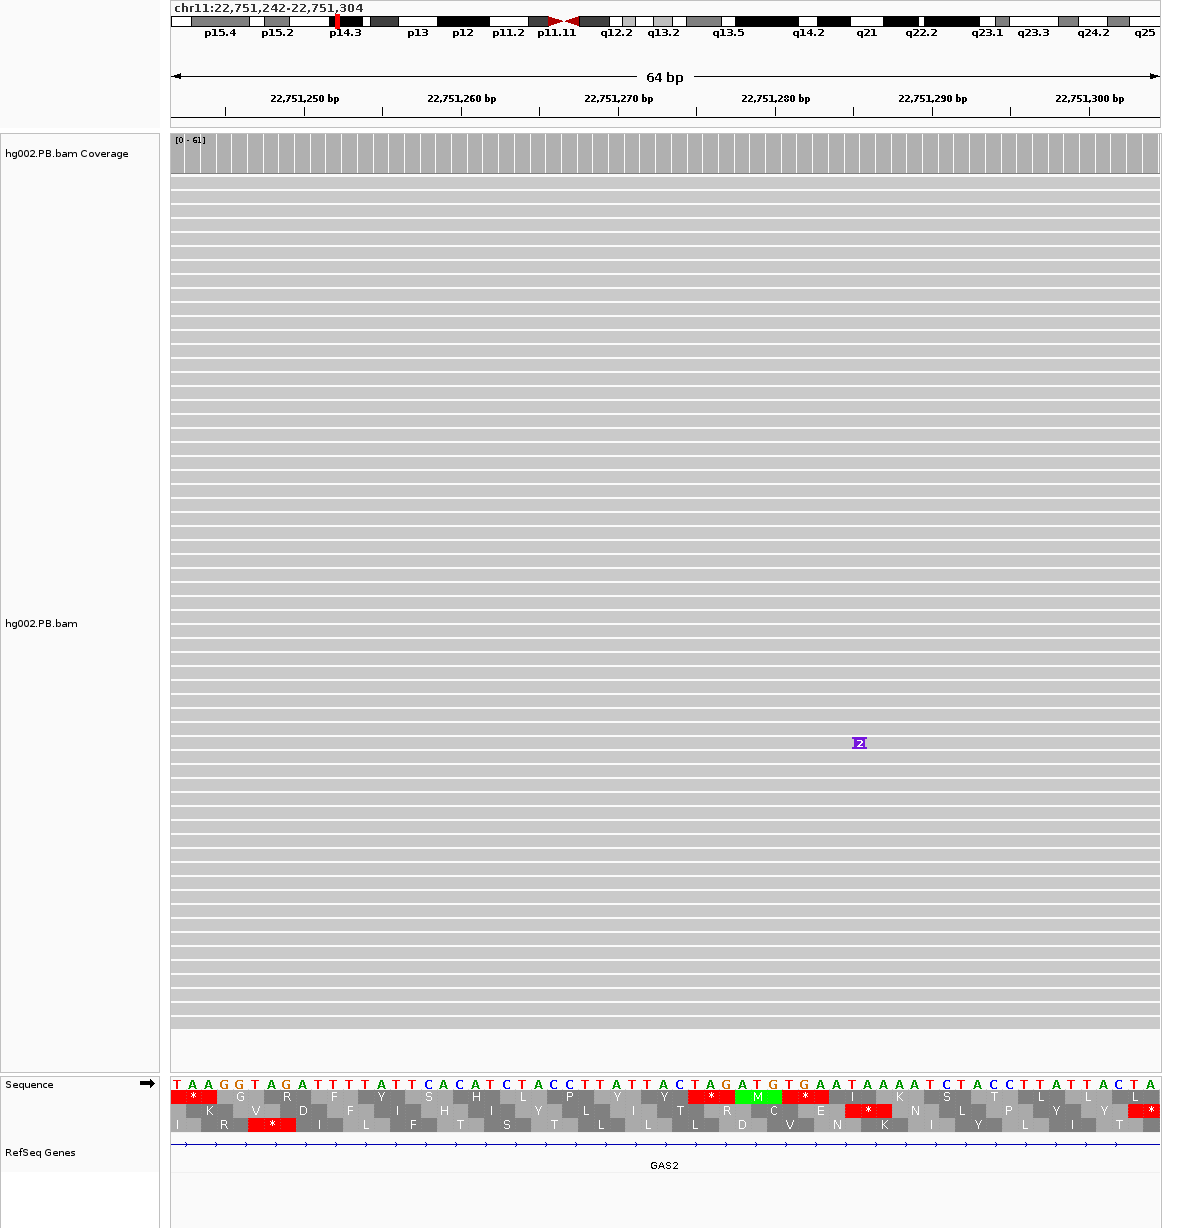 chr11:22,751,242-22,751,304
p15.4 p15.2 p14.3 p13 p12 p11.2 p11.11 q12.2 q13.2 q13.5 q14.2 q21 q22.2 q23.1 q23.3 q24.2 q25
64 bp
22,751,250 bp 22,751,260 bp 22,751,270 bp 22,751,280 bp 22,751,290 bp 22,751,300 bp
[0 - 61]
hg002.PB.bam Coverage
hg002.PB.bam
2
Sequence
T A A G G T A G A T T T T A T T C A C A T C T A C C T T A T T A C T A G A T G T G A A T A A A A T C T A C C T T A T T A C T A
* G R F Y S H L P Y Y * M * I K S T L L L
K V D F I H I Y L I T R C E * N L P Y Y *
I R * I L F T S T L L L D V N K I Y L I T
RefSeq Genes
GAS2